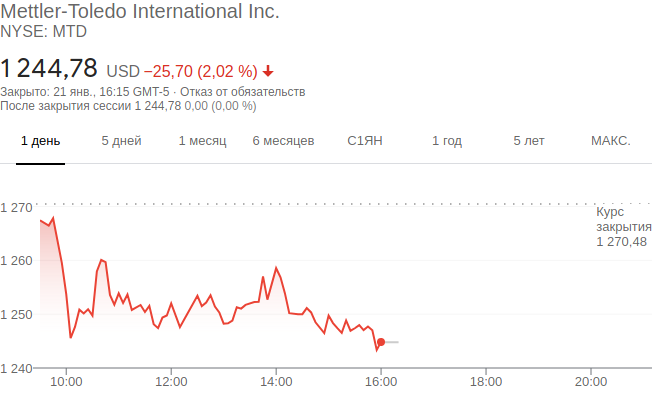 Mettler-Toledo International Inc.
NYSE: MTD
1 244,78 USD −25,70 (2,02 %)
Закрыто: 21 янв., 16:15 GMT-5 · Отказ от обязательств
После закрытия сессии 1 244,78 0,00 (0,00 %)
1 день 5 дней 1 месяц 6 месяцев С1ЯН 1 год 5 лет МАКС.
Курс
закрытия
1 270,48
1 270
1 260
1 250
1 240
10:00 12:00 14:00 16:00 18:00 20:00